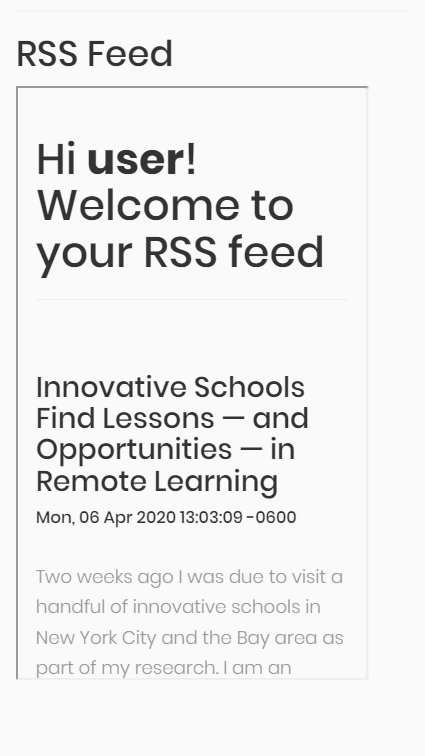 RSS Feed
Hi user!
Welcome to
your RSS feed
Innovative Schools
Find Lessons — and
Opportunities — in
Remote Learning
Mon, 06 Apr 2020 13:03:09 -0600
Two weeks ago I was due to visit a
handful of innovative schools in
New York City and the Bay area as
part of my research. I am an